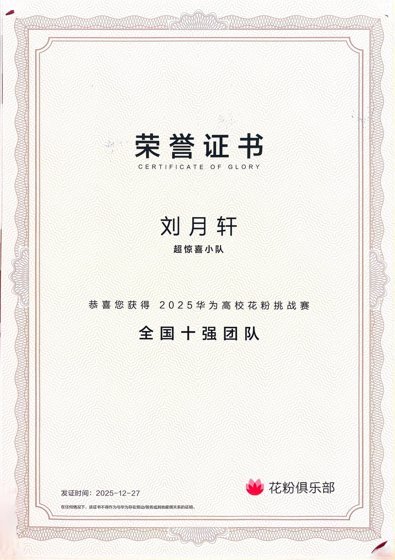 荣誉证书
CERTIFICATE OF GLORY
刘月轩
超惊喜小队
恭喜您获得 2025华为高校花粉挑战赛
全国十强团队
花粉俱乐部
发证时间：2025-12-27